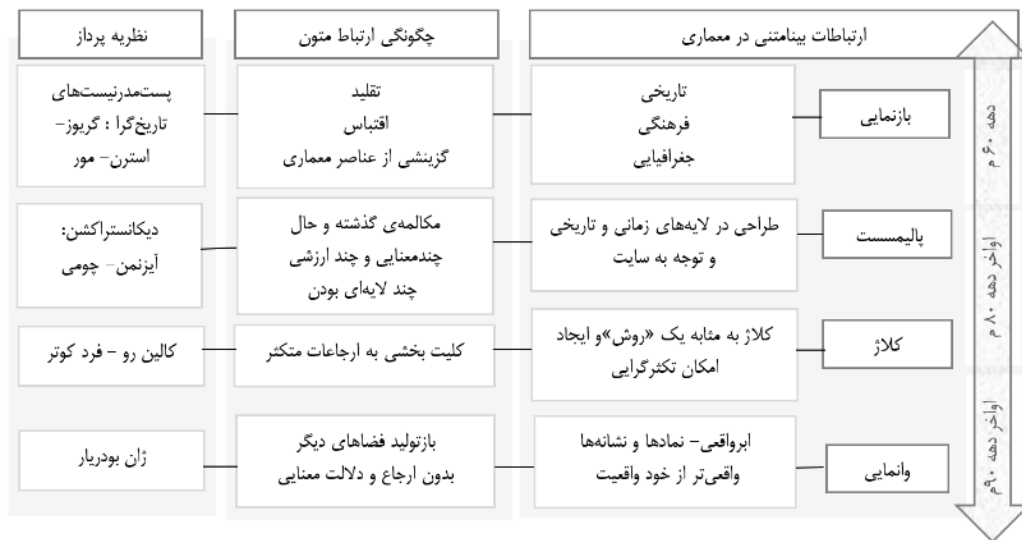 ارتباطات بینامتنی در معماری
چگونگی ارتباط متون
نظریه پرداز
دهه ۶۰ م
بازنمایی
تاریخی
فرهنگی
جغرافیایی
تقلید
اقتباس
گزینشی از عناصر معماری
پست‌مدرنیست‌های
تاریخ‌گرا : گریوز-
استرن- مور
اواخر دهه ۸۰ م
پالیمسست
طراحی در لایه‌های زمانی و تاریخی
و توجه به سایت
مکالمه‌ی گذشته و حال
چندمعنایی و چند ارزشی
چند لایه‌ای بودن
دیکانستراکشن:
آیزنمن- چومی
کلاژ
کلاژ به مثابه یک «روش»و ایجاد
امکان تکثرگرایی
کلیت بخشی به ارجاعات متکثر
کالین رو - فرد کوتر
اواخر دهه ۹۰م
وانمایی
ابرواقعی- نمادها و نشانه‌ها
واقعی‌تر از خود واقعیت
بازتولید فضاهای دیگر
بدون ارجاع و دلالت معنایی
ژان بودریار